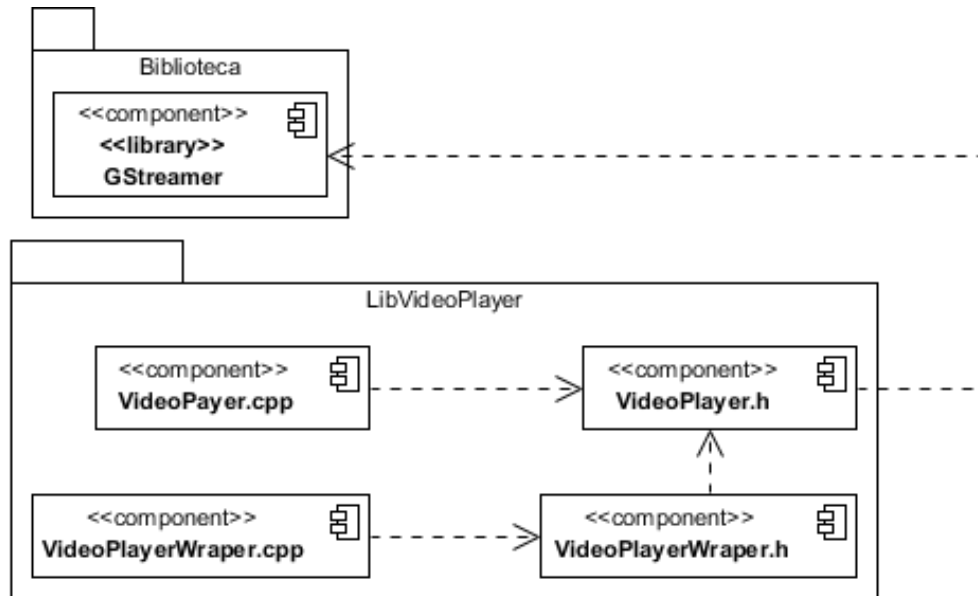 Biblioteca
<<component>>
<<library>>
GStreamer
LibVideoPlayer
<<component>>
VideoPayer.cpp
<<component>>
VideoPlayer.h
<<component>>
VideoPlayerWraper.cpp
<<component>>
VideoPlayerWraper.h